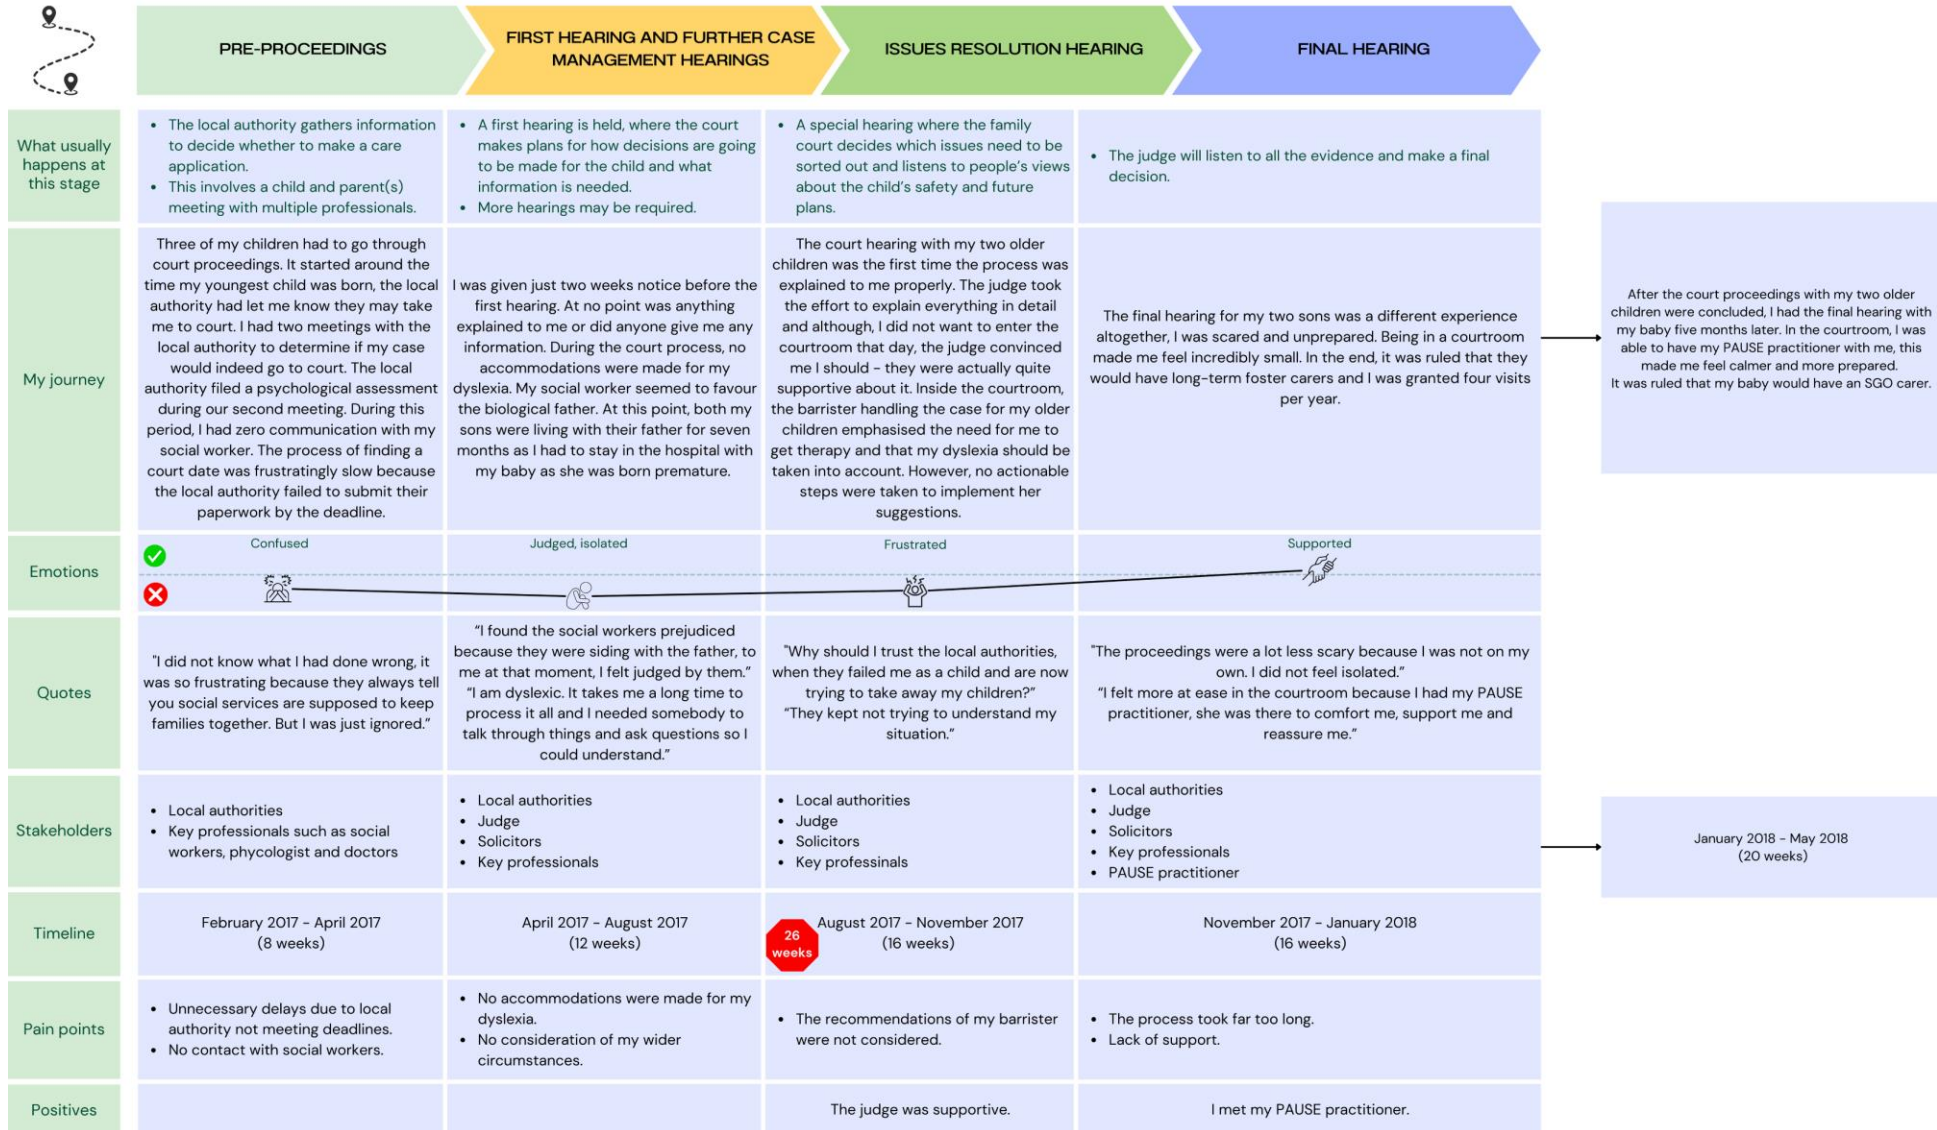 PRE-PROCEEDINGS
FIRST HEARING AND FURTHER CASE
MANAGEMENT HEARINGS
ISSUES RESOLUTION HEARING
FINAL HEARING
What usually
happens at
this stage
• The local authority gathers information
to decide whether to make a care
application.
• This involves a child and parent(s)
meeting with multiple professionals.
• A first hearing is held, where the court
makes plans for how decisions are going
to be made for the child and what
information is needed.
• More hearings may be required.
• A special hearing where the family
court decides which issues need to be
sorted out and listens to people's views
about the child's safety and future
plans.
• The judge will listen to all the evidence and make a final
decision.
My journey
Three of my children had to go through
court proceedings. It started around the
time my youngest child was born, the local
authority had let me know they may take
me to court. I had two meetings with the
local authority to determine if my case
would indeed go to court. The local
authority filed a psychological assessment
during our second meeting. During this
period, I had zero communication with my
social worker. The process of finding a
court date was frustratingly slow because
the local authority failed to submit their
paperwork by the deadline.
I was given just two weeks notice before the
first hearing. At no point was anything
explained to me or did anyone give me any
information. During the court process, no
accommodations were made for my
dyslexia. My social worker seemed to favour
the biological father. At this point, both my
sons were living with their father for seven
months as I had to stay in the hospital with
my baby as she was born premature.
The court hearing with my two older
children was the first time the process was
explained to me properly. The judge took
the effort to explain everything in detail
and although, I did not want to enter the
courtroom that day, the judge convinced
me I should - they were actually quite
supportive about it. Inside the courtroom,
the barrister handling the case for my older
children emphasised the need for me to
get therapy and that my dyslexia should be
taken into account. However, no actionable
steps were taken to implement her
suggestions.
The final hearing for my two sons was a different experience
altogether, I was scared and unprepared. Being in a courtroom
made me feel incredibly small. In the end, it was ruled that they
would have long-term foster carers and I was granted four visits
per year.
After the court proceedings with my two older
children were concluded, I had the final hearing with
my baby five months later. In the courtroom, I was
able to have my PAUSE practitioner with me, this
made me feel calmer and more prepared.
It was ruled that my baby would have an SGO carer.
Emotions
Confused
Judged, isolated
Frustrated
Supported
Quotes
"I did not know what I had done wrong, it
was so frustrating because they always tell
you social services are supposed to keep
families together. But I was just ignored.”
“I found the social workers prejudiced
because they were siding with the father, to
me at that moment, I felt judged by them.”
“I am dyslexic. It takes me a long time to
process it all and I needed somebody to
talk through things and ask questions so I
could understand.”
"Why should I trust the local authorities,
when they failed me as a child and are now
trying to take away my children?”
“They kept not trying to understand my
situation.”
"The proceedings were a lot less scary because I was not on my
own. I did not feel isolated.”
“I felt more at ease in the courtroom because I had my PAUSE
practitioner, she was there to comfort me, support me and
reassure me.”
Stakeholders
• Local authorities
• Key professionals such as social
workers, phycologist and doctors
• Local authorities
• Judge
• Solicitors
• Key professionals
• Local authorities
• Judge
• Solicitors
• Key professinals
• Local authorities
• Judge
• Solicitors
• Key professionals
• PAUSE practitioner
January 2018 - May 2018
(20 weeks)
Timeline
February 2017 - April 2017
(8 weeks)
April 2017 - August 2017
(12 weeks)
26
weeks
August 2017 - November 2017
(16 weeks)
November 2017 - January 2018
(16 weeks)
Pain points
• Unnecessary delays due to local
authority not meeting deadlines.
• No contact with social workers.
• No accommodations were made for my
dyslexia.
• No consideration of my wider
circumstances.
• The recommendations of my barrister
were not considered.
• The process took far too long.
• Lack of support.
Positives
The judge was supportive.
I met my PAUSE practitioner.